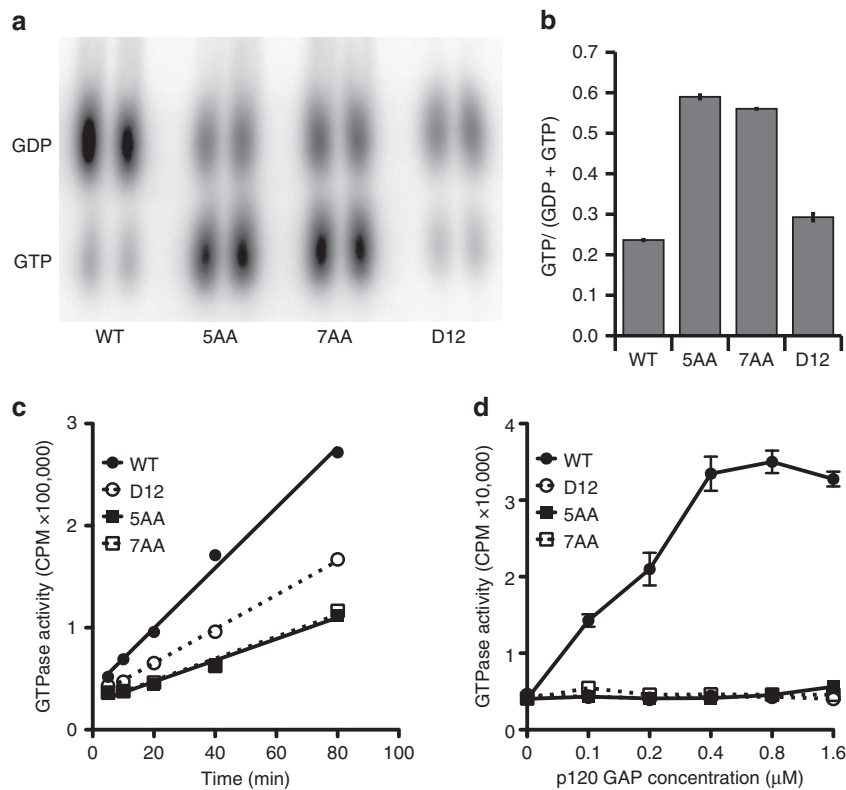 a
GDP
GTP
WT 5AA 7AA D12
b
GTP/ (GDP + GTP)
0.7
0.6
0.5
0.4
0.3
0.2
0.1
0.0
WT 5AA 7AA D12
c
GTPase activity (CPM ×100,000)
3
2
1
0
WT
D12
5AA
7AA
0 20 40 60 80 100
Time (min)
d
GTPase activity (CPM ×10,000)
4
3
2
1
0
WT
D12
5AA
7AA
0 0.1 0.2 0.4 0.8 1.6
p120 GAP concentration (μM)